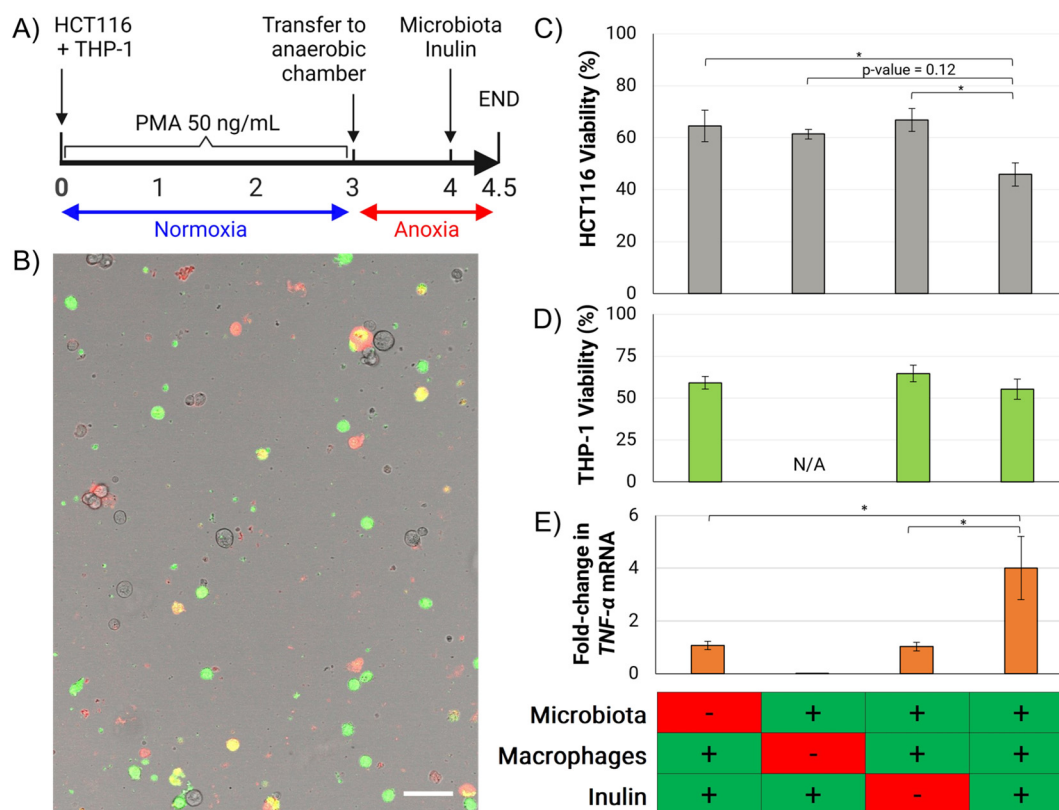 A)
HCT116
+ THP-1
Transfer to
anaerobic
chamber
Microbiota
Inulin
END
PMA 50 ng/mL
0 1 2 3 4 4.5
Normoxia Anoxia
B)
C)
HCT116 Viability (%)
100
80
60
40
20
0
*
p-value = 0.12
*
D)
THP-1 Viability (%)
100
75
50
25
0
N/A
E)
Fold-change in
TNF-α mRNA
6
4
2
0
*
*
Microbiota - + + +
Macrophages + - + +
Inulin + + - +